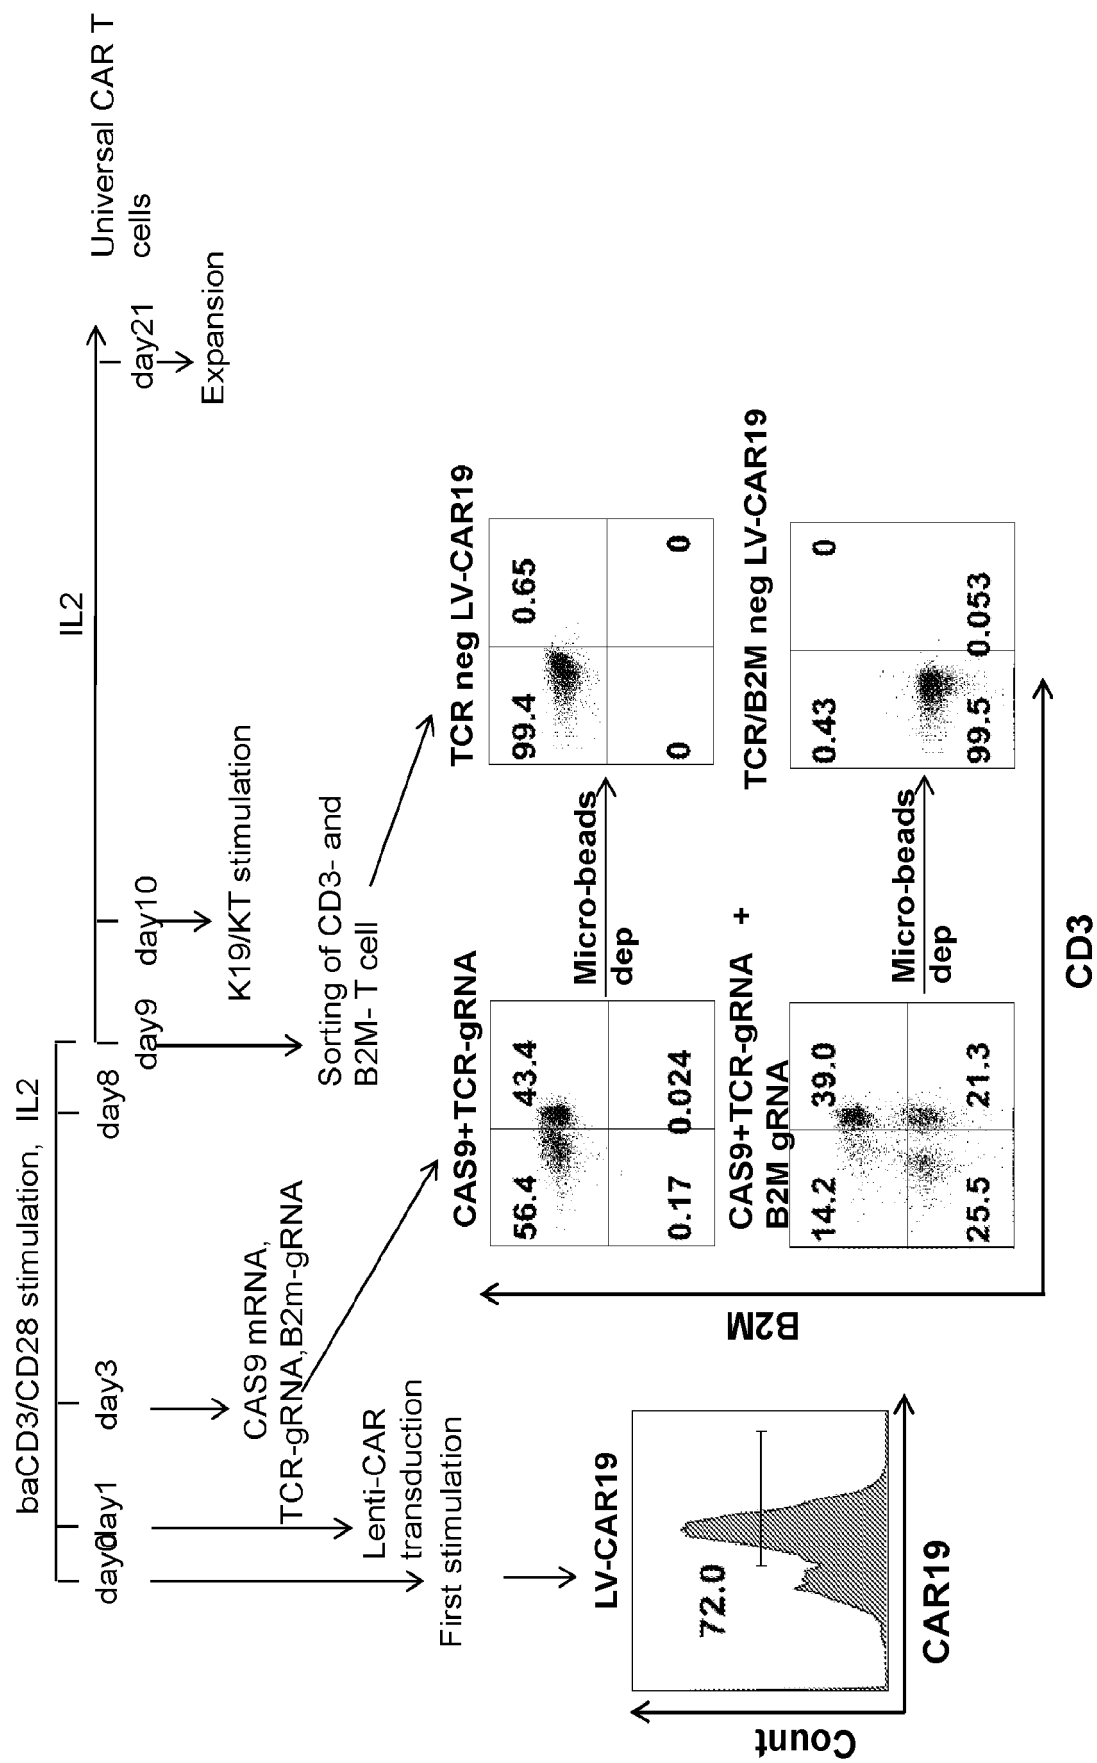 baCD3/CD28 stimulation, IL2
IL2
day0
day1
day3
day8
day9
day10
day21
Universal CAR T
cells
Expansion
K19/KT stimulation
Sorting of CD3- and
B2M- T cell
CAS9 mRNA,
TCR-gRNA,B2m-gRNA
Lenti-CAR
transduction
First stimulation
LV-CAR19
72.0
Count
CAR19
CAS9+TCR-gRNA
56.4
43.4
0.17
0.024
Micro-beads
dep
TCR neg LV-CAR19
99.4
0.65
0
0
CAS9+TCR-gRNA +
B2M gRNA
14.2
39.0
25.5
21.3
Micro-beads
dep
TCR/B2M neg LV-CAR19
0.43
0
99.5
0.053
B2M
CD3